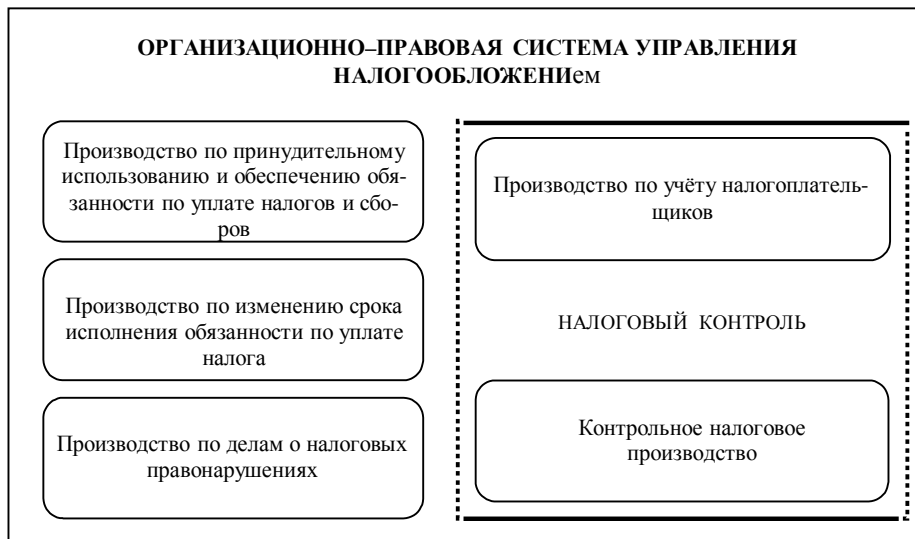 ОРГАНИЗАЦИОННО–ПРАВОВАЯ СИСТЕМА УПРАВЛЕНИЯ
НАЛОГООБЛОЖЕНИем
Производство по принудительному
использованию и обеспечению обя-
занности по уплате налогов и сбо-
ров
Производство по изменению срока
исполнения обязанности по уплате
налога
Производство по делам о налоговых
правонарушениях
Производство по учёту налогоплатель-
щиков
НАЛОГОВЫЙ КОНТРОЛЬ
Контрольное налоговое
производство